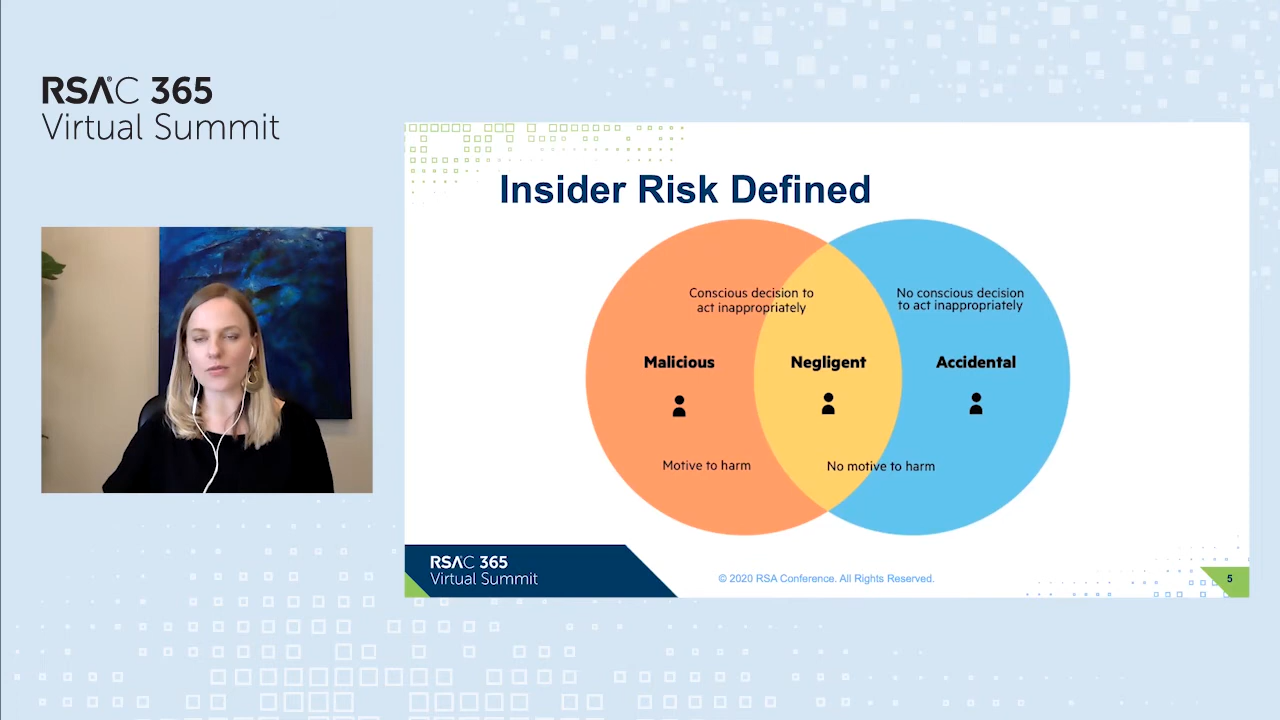 RSAC 365
Virtual Summit
Insider Risk Defined
Conscious decision to
act inappropriately
No conscious decision
to act inappropriately
Malicious
Negligent
Accidental
Motive to harm
No motive to harm
RSAC 365
Virtual Summit
© 2020 RSA Conference. All Rights Reserved.
5